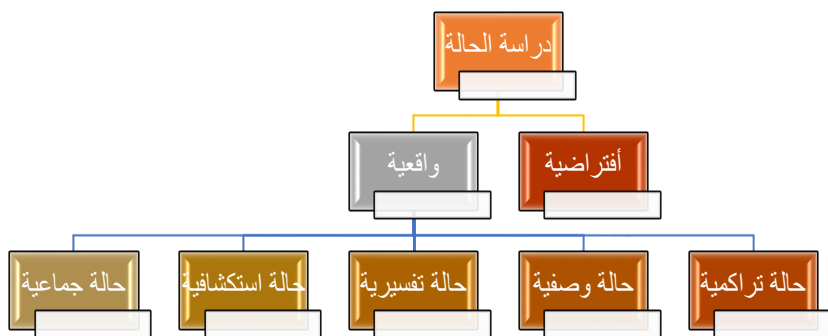 دراسة الحالة
أفتراضية
واقعية
حالة تراكمية
حالة وصفية
حالة تفسيرية
حالة استكشافية
حالة جماعية